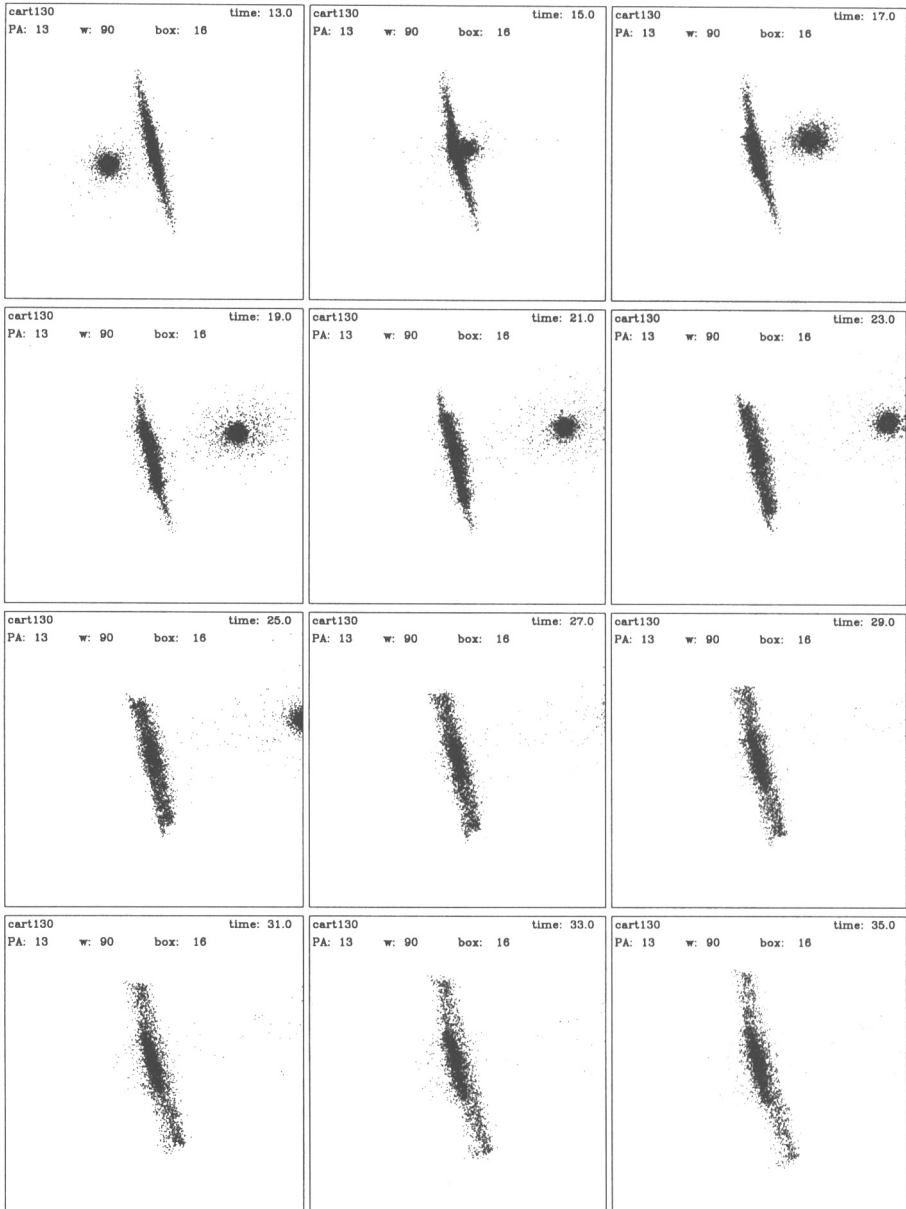 cart130 time: 13.0
PA: 13 w: 90 box: 16
cart130 time: 15.0
PA: 13 w: 90 box: 16
cart130 time: 17.0
PA: 13 w: 90 box: 16
cart130 time: 19.0
PA: 13 w: 90 box: 16
cart130 time: 21.0
PA: 13 w: 90 box: 16
cart130 time: 23.0
PA: 13 w: 90 box: 16
cart130 time: 25.0
PA: 13 w: 90 box: 16
cart130 time: 27.0
PA: 13 w: 90 box: 16
cart130 time: 29.0
PA: 13 w: 90 box: 16
cart130 time: 31.0
PA: 13 w: 90 box: 16
cart130 time: 33.0
PA: 13 w: 90 box: 16
cart130 time: 35.0
PA: 13 w: 90 box: 16